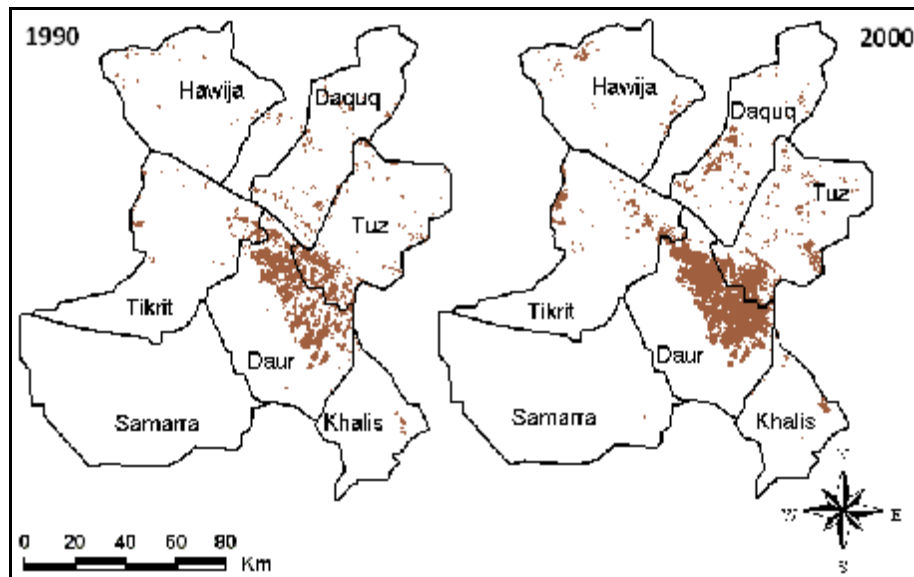 1990
2000
Hawija
Daquq
Tuz
Tikrit
Daur
Samarra
Khalis
Hawija
Daquq
Tuz
Tikrit
Daur
Samarra
Khalis
W E
S
0 20 40 60 80
Km